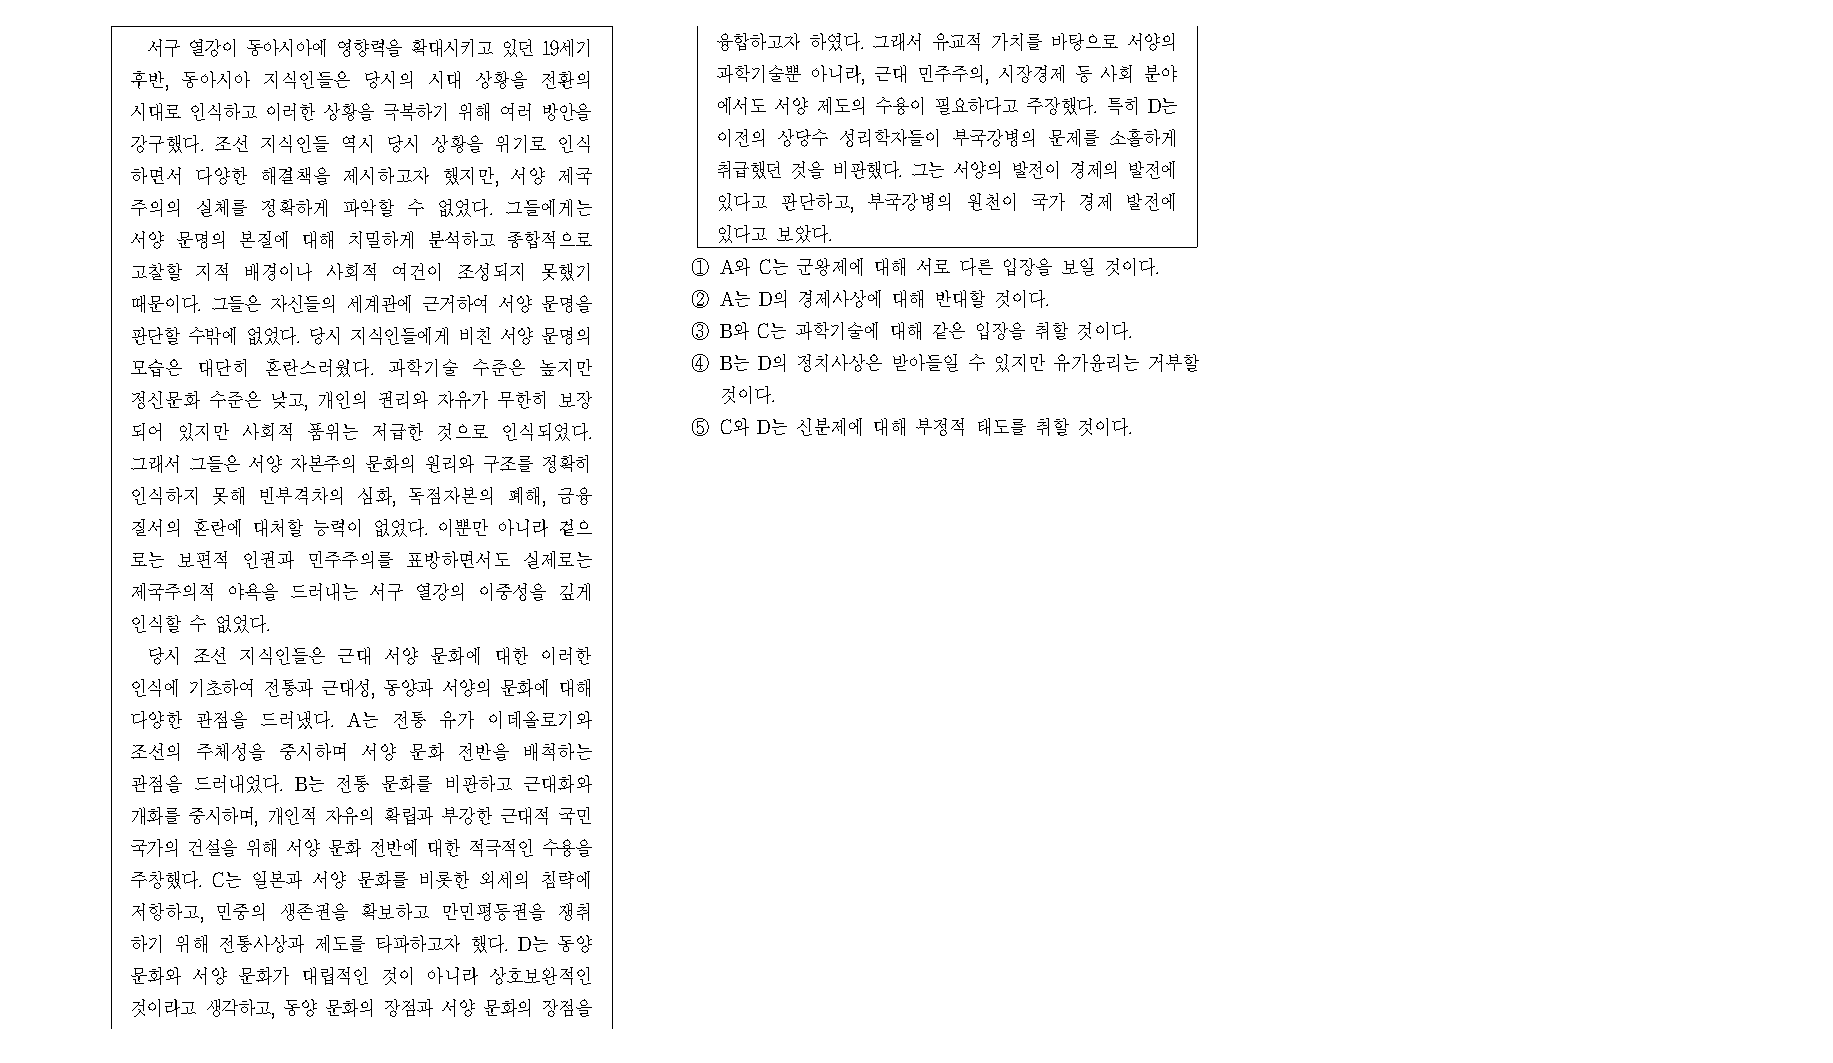 서구 열강이 동아시아에 영향력을 확대시키고 있던 19세기
후반, 동아시아 지식인들은 당시의 시대 상황을 전환의
시대로 인식하고 이러한 상황을 극복하기 위해 여러 방안을
강구했다. 조선 지식인들 역시 당시 상황을 위기로 인식
하면서 다양한 해결책을 제시하고자 했지만, 서양 제국
주의의 실체를 정확하게 파악할 수 없었다. 그들에게는
서양 문명의 본질에 대해 치밀하게 분석하고 종합적으로
고찰할 지적 배경이나 사회적 여건이 조성되지 못했기
때문이다. 그들은 자신들의 세계관에 근거하여 서양 문명을
판단할 수밖에 없었다. 당시 지식인들에게 비친 서양 문명의
모습은 대단히 혼란스러웠다. 과학기술 수준은 높지만
정신문화 수준은 낮고, 개인의 권리와 자유가 무한히 보장
되어 있지만 사회적 품위는 저급한 것으로 인식되었다.
그래서 그들은 서양 자본주의 문화의 원리와 구조를 정확히
인식하지 못해 빈부격차의 심화, 독점자본의 폐해, 금융
질서의 혼란에 대처할 능력이 없었다. 이뿐만 아니라 겉으
로는 보편적 인권과 민주주의를 표방하면서도 실제로는
제국주의적 야욕을 드러내는 서구 열강의 이중성을 깊게
인식할 수 없었다.
당시 조선 지식인들은 근대 서양 문화에 대한 이러한
인식에 기초하여 전통과 근대성, 동양과 서양의 문화에 대해
다양한 관점을 드러냈다. A는 전통 유가 이데올로기와
조선의 주체성을 중시하며 서양 문화 전반을 배척하는
관점을 드러내었다. B는 전통 문화를 비판하고 근대화와
개화를 중시하며, 개인적 자유의 확립과 부강한 근대적 국민
국가의 건설을 위해 서양 문화 전반에 대한 적극적인 수용을
주창했다. C는 일본과 서양 문화를 비롯한 외세의 침략에
저항하고, 민중의 생존권을 확보하고 만민평등권을 쟁취
하기 위해 전통사상과 제도를 타파하고자 했다. D는 동양
문화와 서양 문화가 대립적인 것이 아니라 상호보완적인
것이라고 생각하고, 동양 문화의 장점과 서양 문화의 장점을
융합하고자 하였다. 그래서 유교적 가치를 바탕으로 서양의
과학기술뿐 아니라, 근대 민주주의, 시장경제 등 사회 분야
에서도 서양 제도의 수용이 필요하다고 주장했다. 특히 D는
이전의 상당수 성리학자들이 부국강병의 문제를 소홀하게
취급했던 것을 비판했다. 그는 서양의 발전이 경제의 발전에
있다고 판단하고, 부국강병의 원천이 국가 경제 발전에
있다고 보았다.
① A와 C는 군왕제에 대해 서로 다른 입장을 보일 것이다.
② A는 D의 경제사상에 대해 반대할 것이다.
③ B와 C는 과학기술에 대해 같은 입장을 취할 것이다.
④ B는 D의 정치사상은 받아들일 수 있지만 유가윤리는 거부할
것이다.
⑤ C와 D는 신분제에 대해 부정적 태도를 취할 것이다.